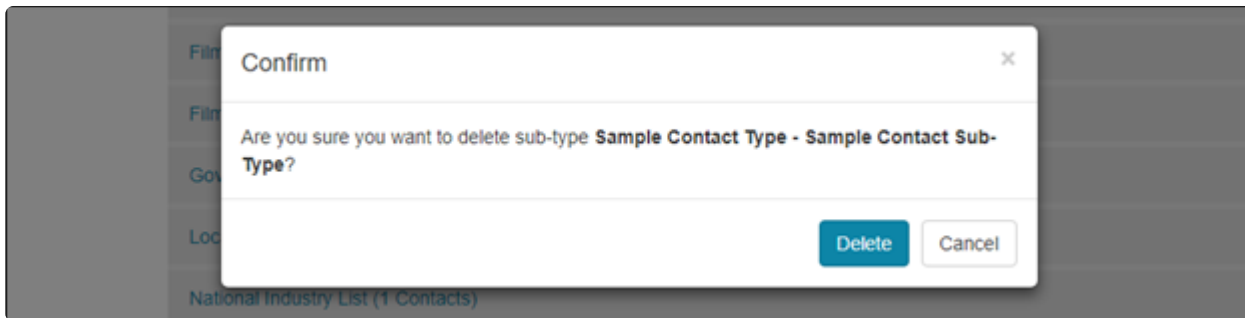 Film
Confirm
×
Film
Are you sure you want to delete sub-type Sample Contact Type - Sample Contact Sub-
Type?
Gov
Loc
Delete Cancel
National Industry List (1 Contacts)